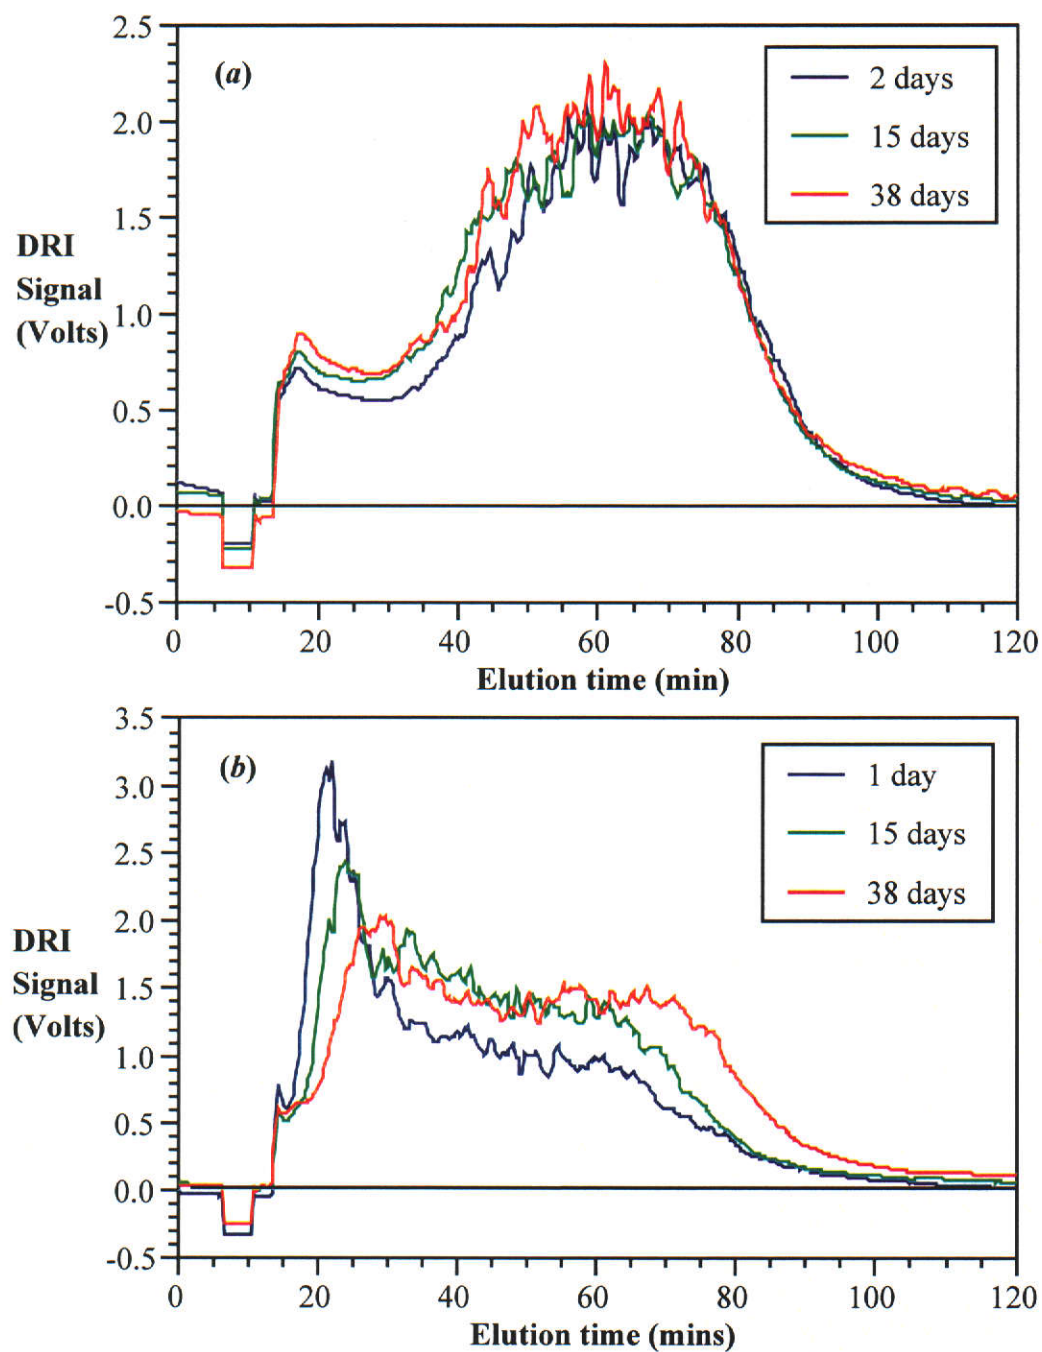 2.5
(a)
2 days
2.0
15 days
38 days
1.5
DRI
Signal
(Volts)
1.0
0.5
0.0
-0.5
0 20 40 60 80 100 120
Elution time (min)
3.5
(b)
1 day
3.0
15 days
2.5
38 days
2.0
DRI
Signal
(Volts)
1.5
1.0
0.5
0.0
-0.5
0 20 40 60 80 100 120
Elution time (mins)